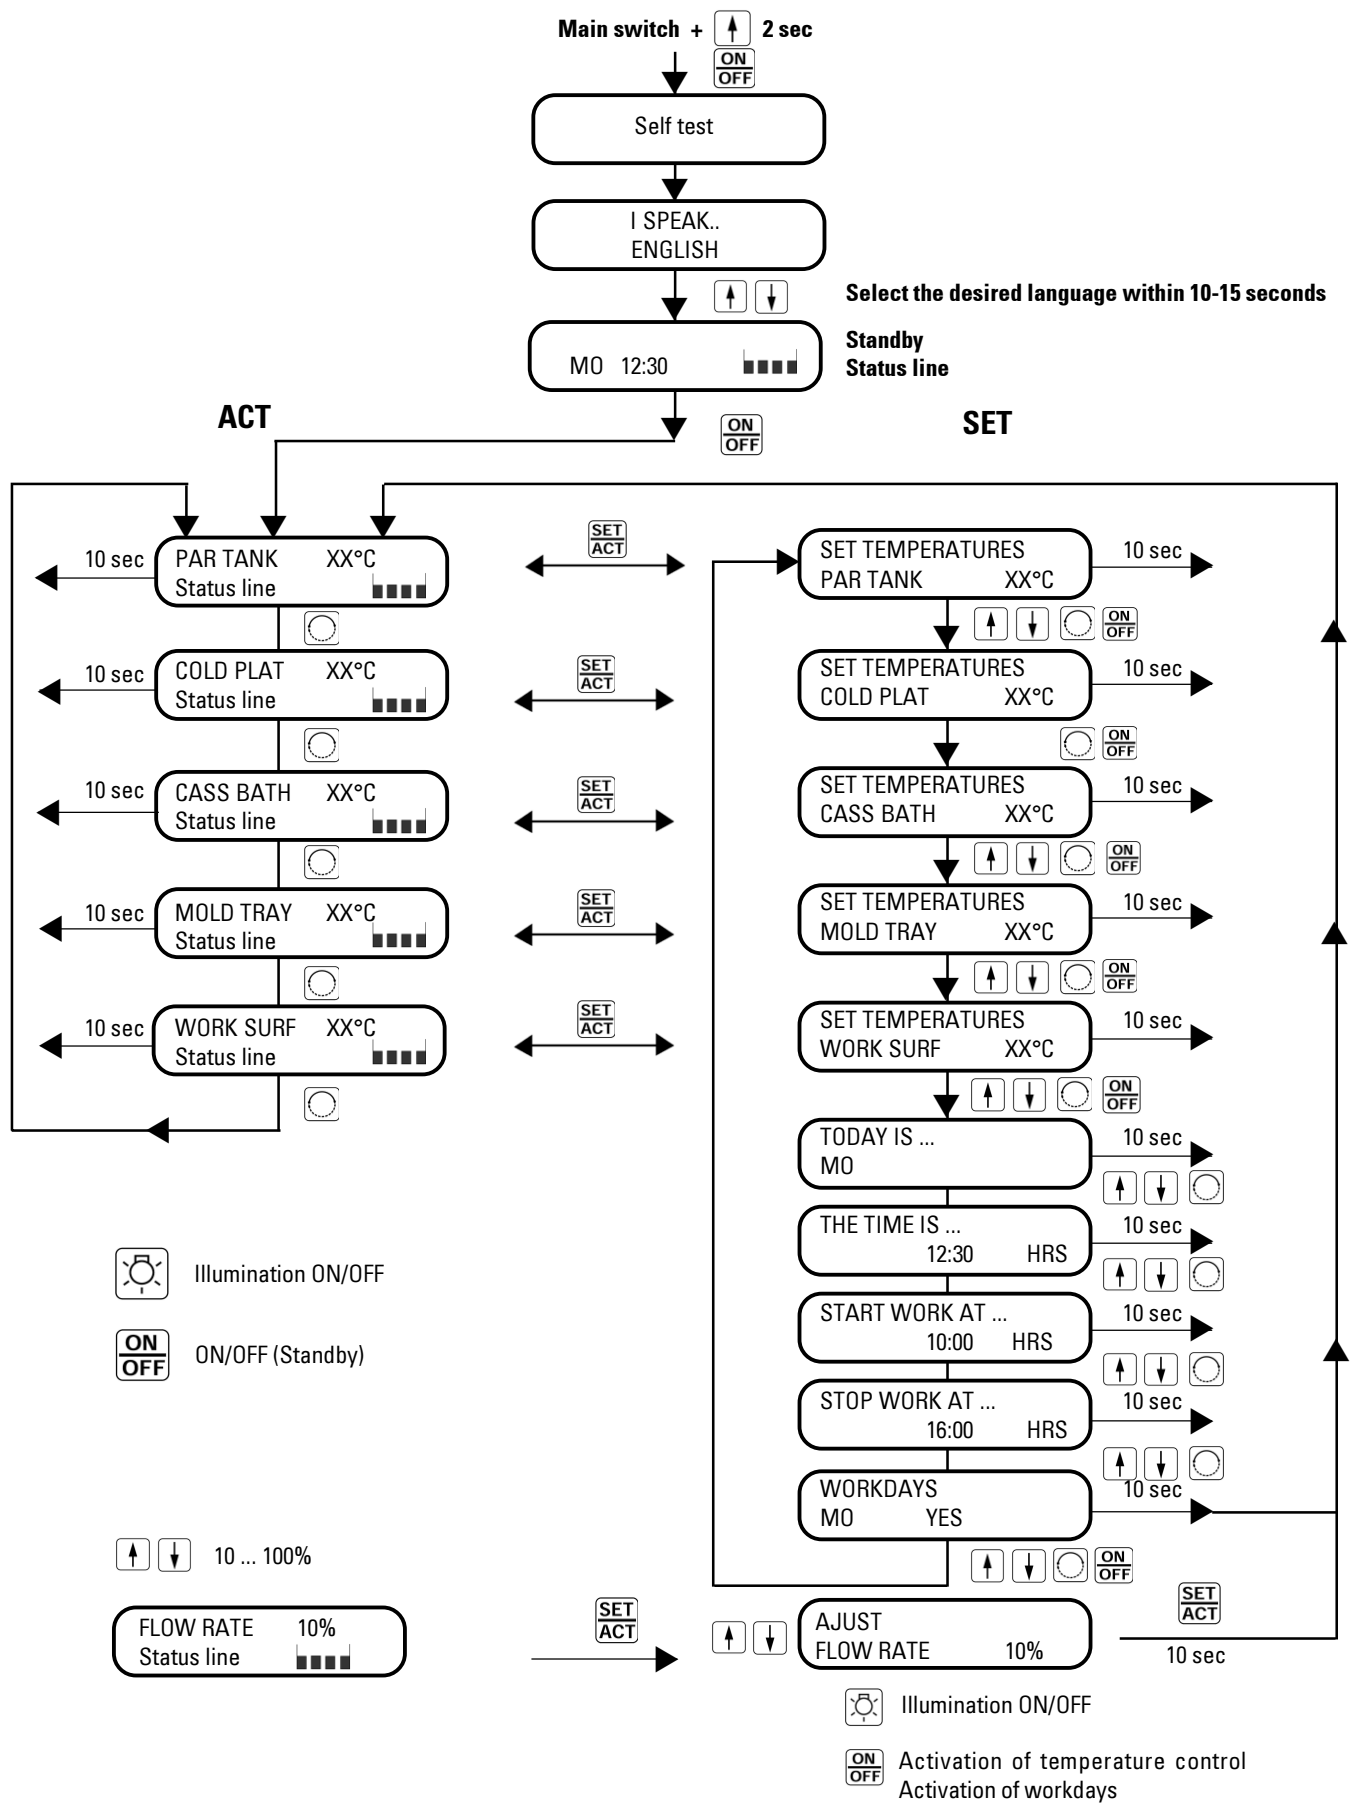 Main switch + 2 sec
ON
OFF
Self test
I SPEAK..
ENGLISH
Select the desired language within 10-15 seconds
Standby
Status line
MO 12:30
ACT
ON
OFF
SET
10 sec
PAR TANK XX°C
Status line
SET
ACT
SET TEMPERATURES
PAR TANK XX°C
10 sec
ON
OFF
10 sec
COLD PLAT XX°C
Status line
SET
ACT
SET TEMPERATURES
COLD PLAT XX°C
10 sec
ON
OFF
10 sec
CASS BATH XX°C
Status line
SET
ACT
SET TEMPERATURES
CASS BATH XX°C
10 sec
ON
OFF
10 sec
MOLD TRAY XX°C
Status line
SET
ACT
SET TEMPERATURES
MOLD TRAY XX°C
10 sec
ON
OFF
10 sec
WORK SURF XX°C
Status line
SET
ACT
SET TEMPERATURES
WORK SURF XX°C
10 sec
ON
OFF
TODAY IS ...
MO
10 sec
THE TIME IS ...
12:30 HRS
10 sec
Illumination ON/OFF
START WORK AT ...
10:00 HRS
10 sec
ON
OFF
ON/OFF (Standby)
STOP WORK AT ...
16:00 HRS
10 sec
WORKDAYS
MO YES
10 sec
ON
OFF
10 ... 100%
FLOW RATE 10%
Status line
SET
ACT
AJUST
FLOW RATE 10%
SET
ACT
10 sec
Illumination ON/OFF
ON
OFF
Activation of temperature control
Activation of workdays